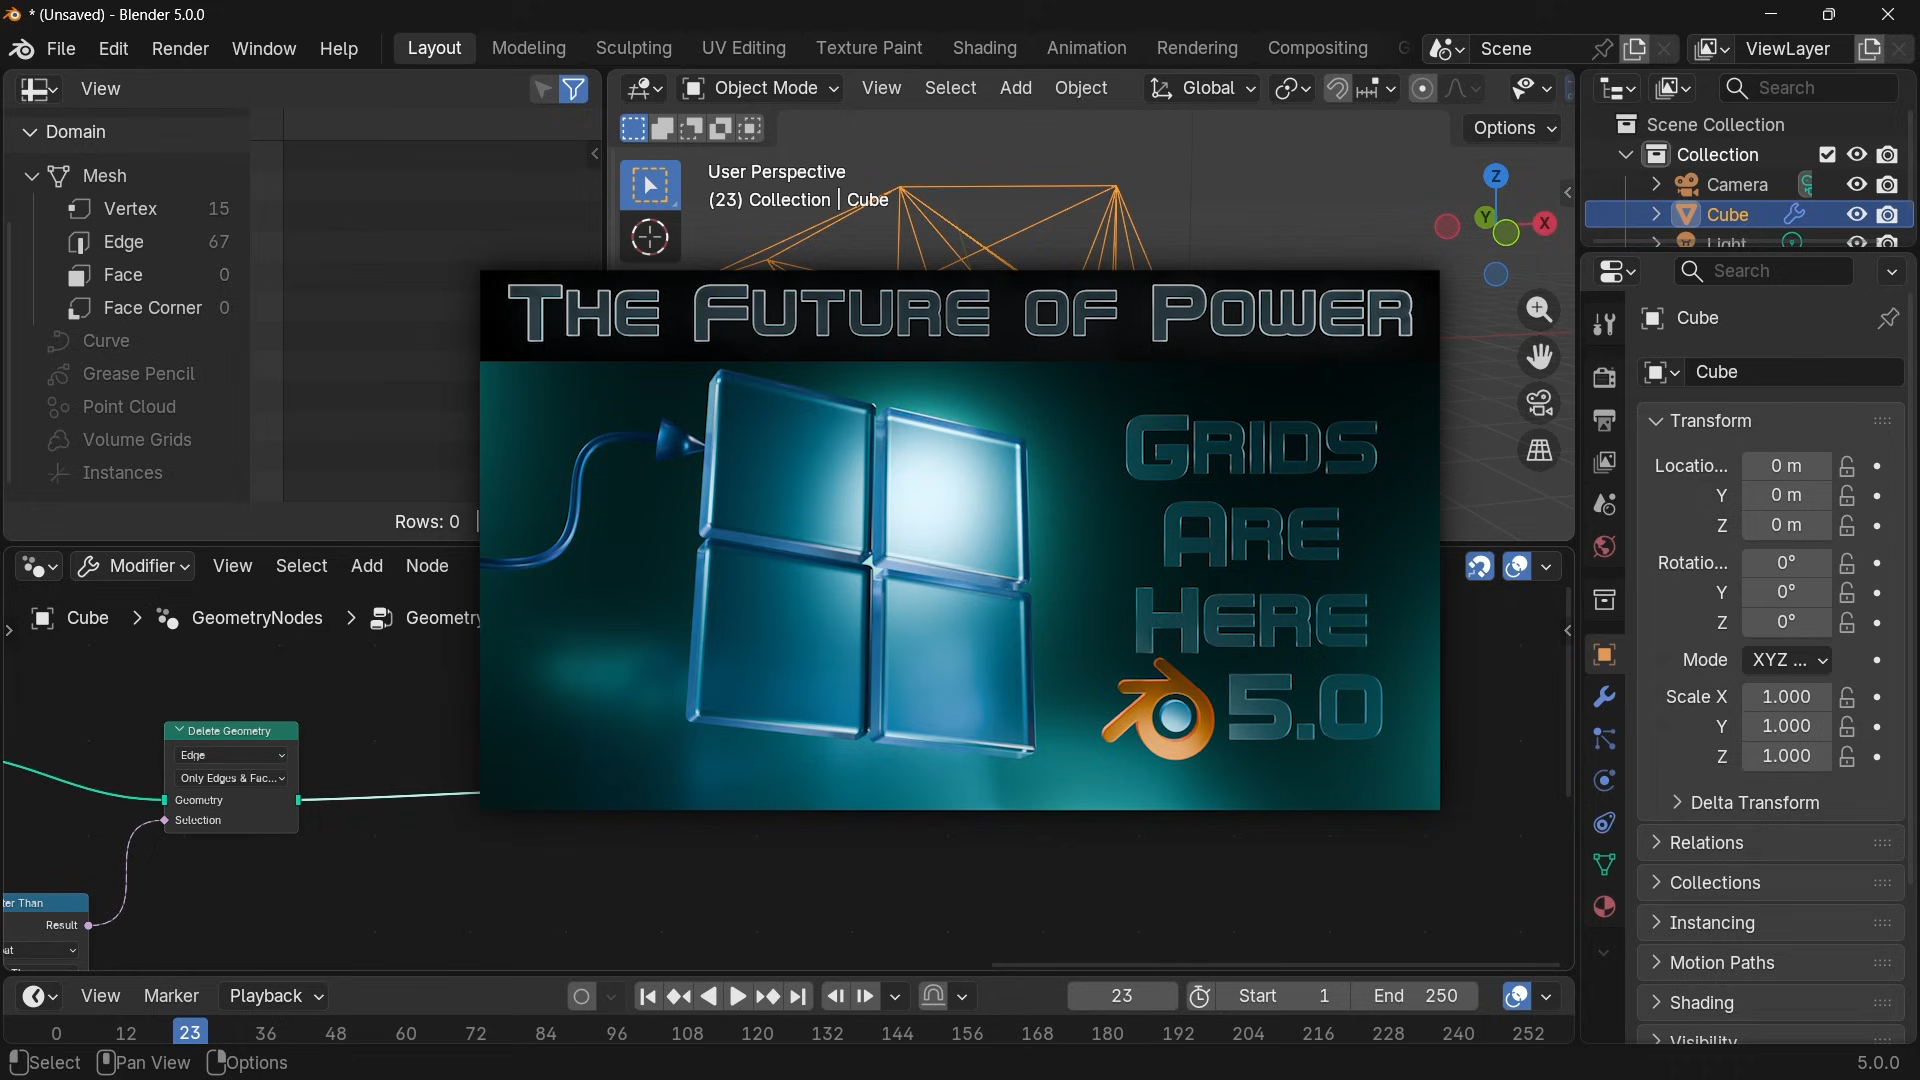 * (Unsaved) - Blender 5.0.0
File Edit Render Window Help
Layout Modeling Sculpting UV Editing Texture Paint Shading Animation Rendering Compositing
Scene
ViewLayer
View
Domain
Mesh
Vertex 15
Edge 67
Face 0
Face Corner 0
Curve
Grease Pencil
Point Cloud
Volume Grids
Instances
Rows: 0
Object Mode View Select Add Object Global
Options
User Perspective
(23) Collection | Cube
Z
Y
X
The Future of Power
Grids
Are
Here
5.0
Modifier View Select Add Node
Cube GeometryNodes
Delete Geometry
Edge
Only Edges & Fac...
Geometry
Selection
ter Than
Result
at
Search
Scene Collection
Collection
Camera
Cube
Light
Search
Cube
Cube
Transform
Locatio... 0 m
Y 0 m
Z 0 m
Rotatio... 0°
Y 0°
Z 0°
Mode XYZ ...
Scale X 1.000
Y 1.000
Z 1.000
Delta Transform
Relations
Collections
Instancing
Motion Paths
Shading
Visibility
View Marker Playback
23 Start 1 End 250
0 12 23 36 48 60 72 84 96 108 120 132 144 156 168 180 192 204 216 228 240 252
Select Pan View Options
5.0.0